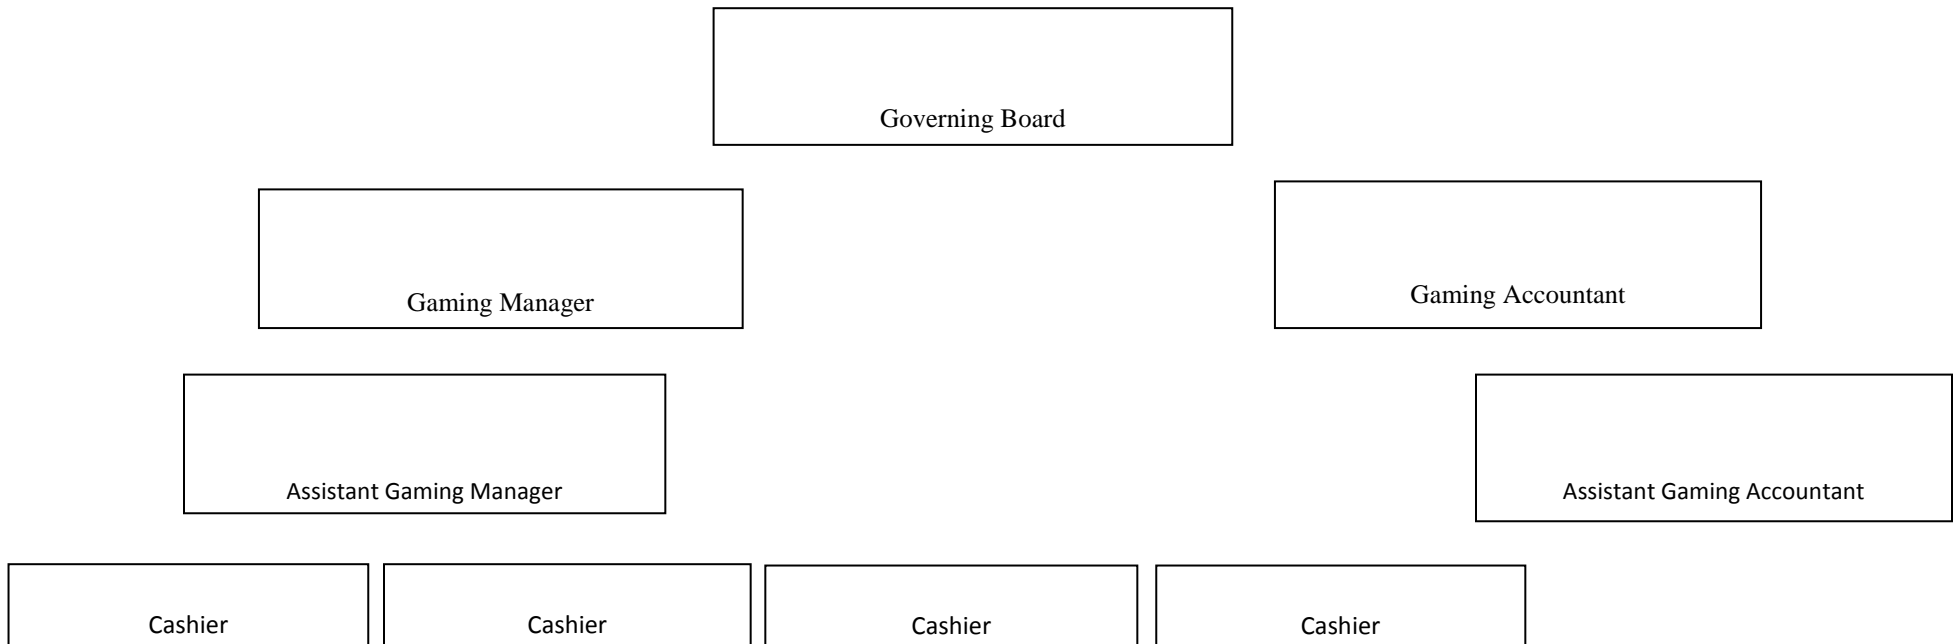 Governing Board
Gaming Manager
Gaming Accountant
Assistant Gaming Manager
Assistant Gaming Accountant
Cashier
Cashier
Cashier
Cashier